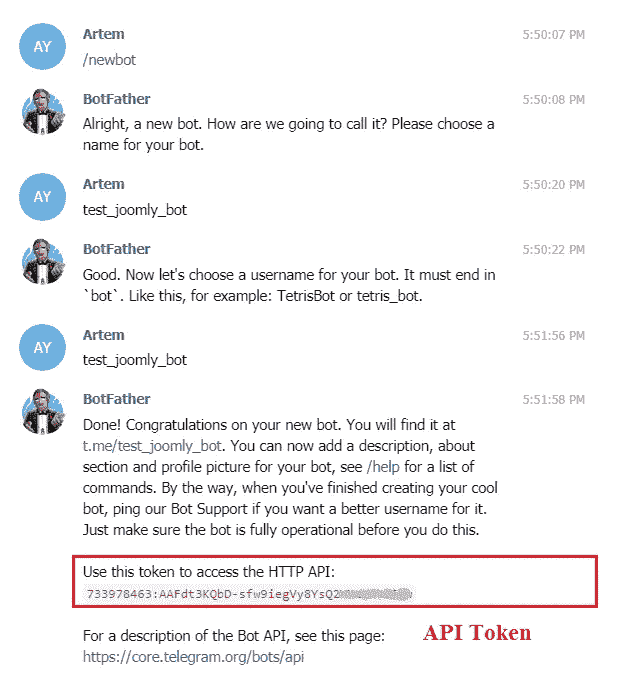 AY
Artem
5:50:07 PM
/newbot
BotFather
5:50:08 PM
Alright, a new bot. How are we going to call it? Please choose a
name for your bot.
AY
Artem
5:50:20 PM
test_joomly_bot
BotFather
5:50:22 PM
Good. Now let's choose a username for your bot. It must end in
`bot`. Like this, for example: TetrisBot or tetris_bot.
AY
Artem
5:51:56 PM
test_joomly_bot
BotFather
5:51:58 PM
Done! Congratulations on your new bot. You will find it at
t.me/test_joomly_bot. You can now add a description, about
section and profile picture for your bot, see /help for a list of
commands. By the way, when you've finished creating your cool
bot, ping our Bot Support if you want a better username for it.
Just make sure the bot is fully operational before you do this.
Use this token to access the HTTP API:
733978463:AAFdt3KQbD-sfw9iegVy8YsQ2
For a description of the Bot API, see this page:
API Token
https://core.telegram.org/bots/api